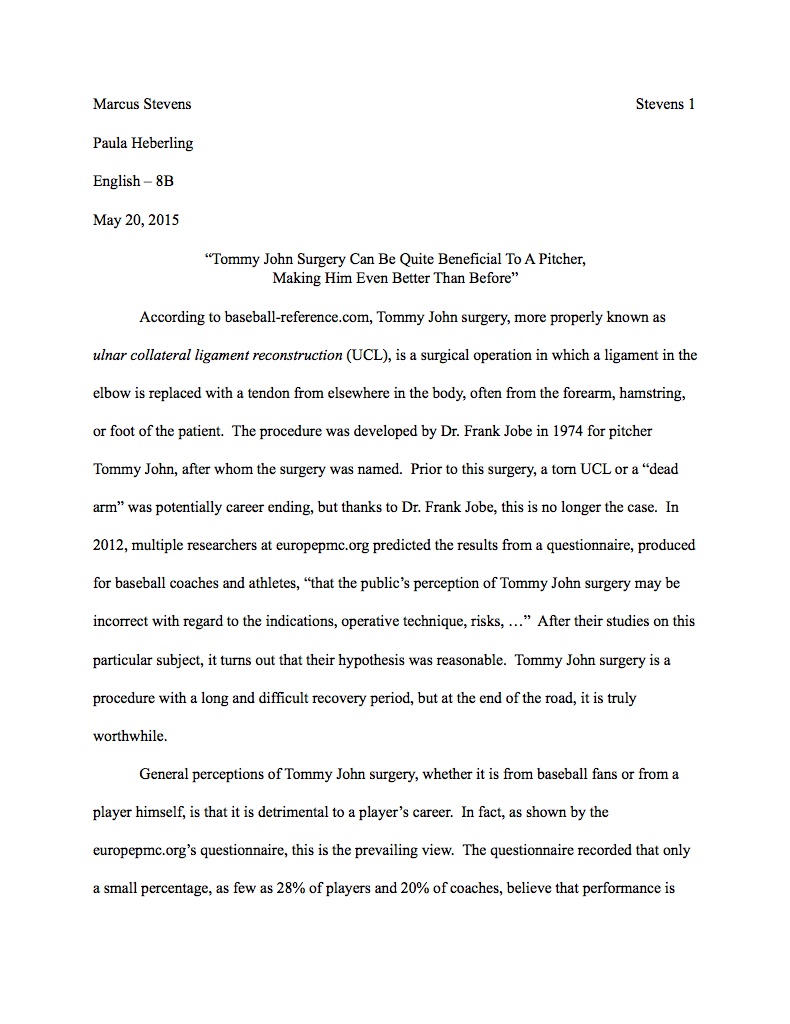 Marcus Stevens Stevens 1
Paula Heberling
English – 8B
May 20, 2015
“Tommy John Surgery Can Be Quite Beneficial To A Pitcher,
Making Him Even Better Than Before”
According to baseball-reference.com, Tommy John surgery, more properly known as
ulnar collateral ligament reconstruction (UCL), is a surgical operation in which a ligament in the
elbow is replaced with a tendon from elsewhere in the body, often from the forearm, hamstring,
or foot of the patient.  The procedure was developed by Dr. Frank Jobe in 1974 for pitcher
Tommy John, after whom the surgery was named.  Prior to this surgery, a torn UCL or a “dead
arm” was potentially career ending, but thanks to Dr. Frank Jobe, this is no longer the case.  In
2012, multiple researchers at europepmc.org predicted the results from a questionnaire, produced
for baseball coaches and athletes, “that the public’s perception of Tommy John surgery may be
incorrect with regard to the indications, operative technique, risks, …”  After their studies on this
particular subject, it turns out that their hypothesis was reasonable.  Tommy John surgery is a
procedure with a long and difficult recovery period, but at the end of the road, it is truly
worthwhile.
General perceptions of Tommy John surgery, whether it is from baseball fans or from a
player himself, is that it is detrimental to a player’s career.  In fact, as shown by the
europepmc.org’s questionnaire, this is the prevailing view.  The questionnaire recorded that only
a small percentage, as few as 28% of players and 20% of coaches, believe that performance is